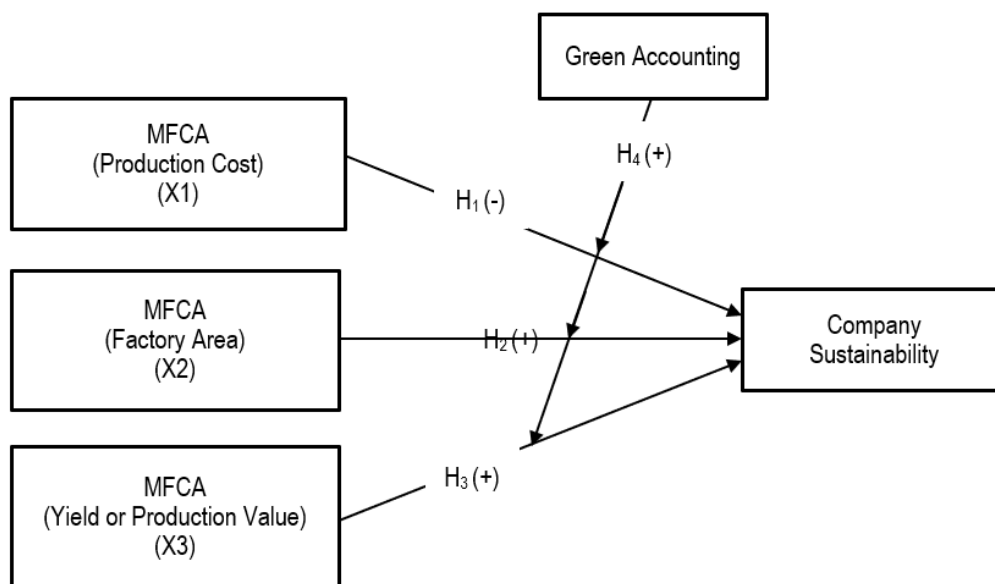 Green Accounting
MFCA
(Production Cost)
(X1)
H₄ (+)
H₁ (-)
MFCA
(Factory Area)
(X2)
H₂ (+)
Company
Sustainability
MFCA
(Yield or Production Value)
(X3)
H₃ (+)